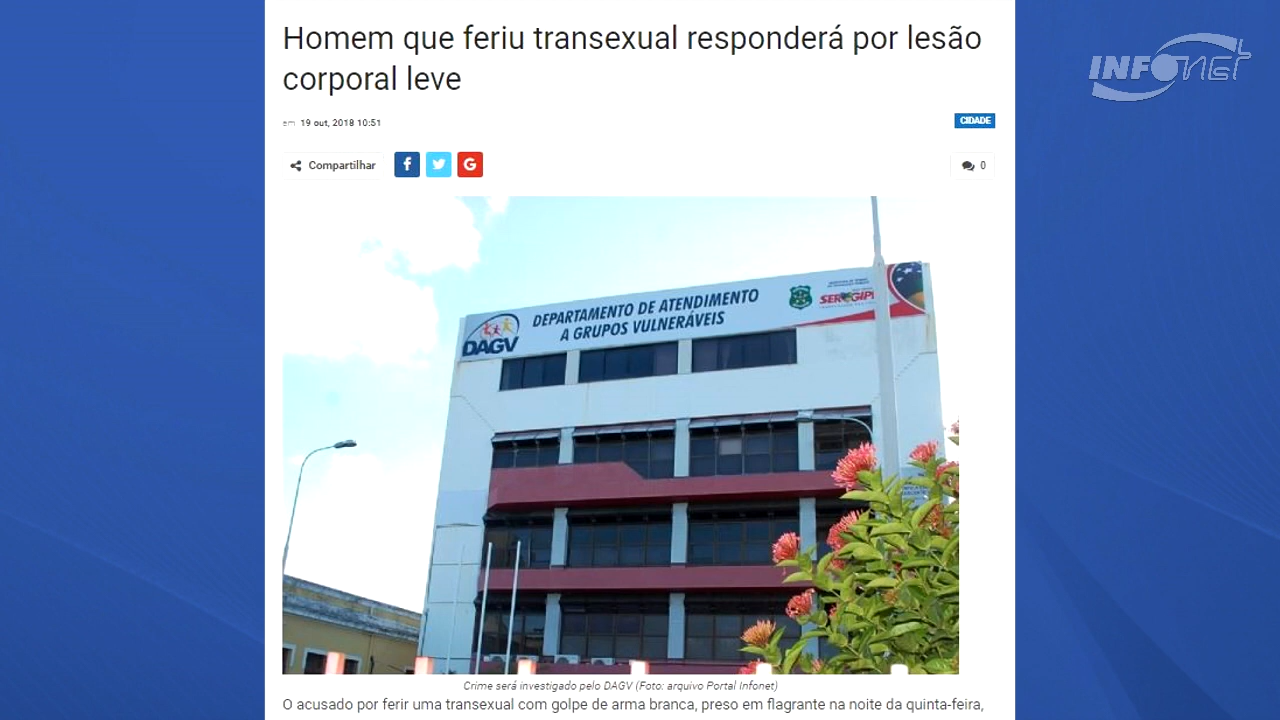 Homem que feriu transexual responderá por lesão
corporal leve
INFONET
em 19 out, 2018 10:51
CIDADE
Compartilhar
f
G
0
DEPARTAMENTO DE ATENDIMENTO
A GRUPOS VULNERÁVEIS
DAGV
Crime será investigado pelo DAGV (Foto: arquivo Portal Infonet)
O acusado por ferir uma transexual com golpe de arma branca, preso em flagrante na noite da quinta-feira,